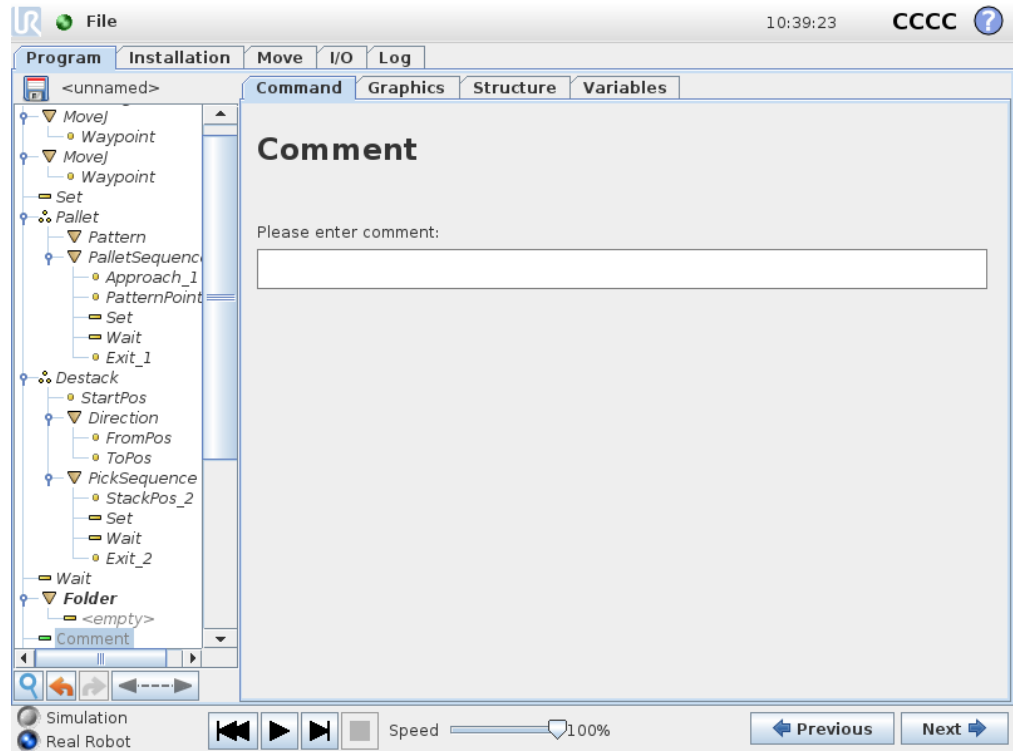 UR File 10:39:23 CCCC ?
Program Installation Move I/O Log
<unnamed> Command Graphics Structure Variables
MoveJ
Waypoint
MoveJ
Waypoint
Set
Pallet
Pattern
PalletSequenc
Approach_1
PatternPoint
Set
Wait
Exit_1
Destack
StartPos
Direction
FromPos
ToPos
PickSequence
StackPos_2
Set
Wait
Exit_2
Wait
Folder
<empty>
Comment
Comment
Please enter comment:
Simulation
Real Robot
Speed 100%
Previous Next